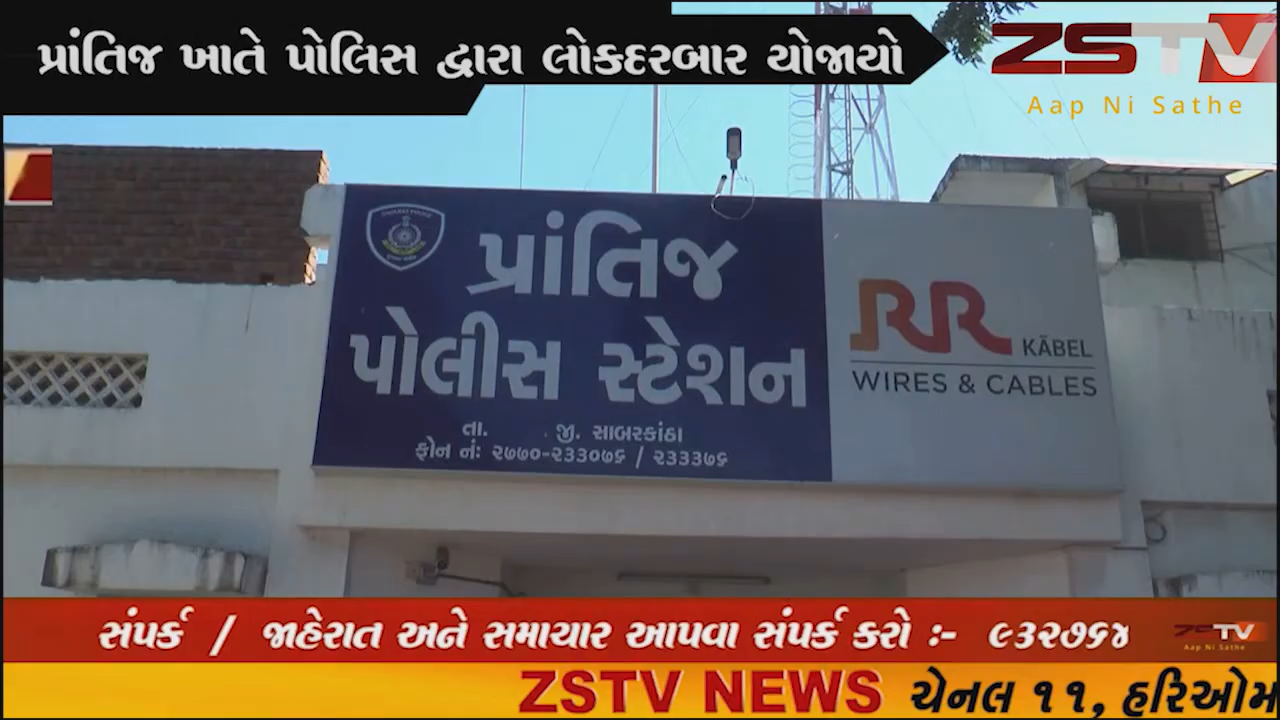 પ્રાંતિજ ખાતે પોલિસ દ્વારા લોકદરબાર યોજાયો
ZSTV
Aap Ni Sathe
પ્રાંતિજ
પોલીસ સ્ટેશન
તા. જી. સાબરકાંઠા
ફોન નં: ૨૭૭૦-૨૩૩૦૭૬ / ૨૩૩૩૭૬
RR KĀBEL
WIRES & CABLES
સંપર્ક / જાહેરાત અને સમાચાર આપવા સંપર્ક કરો :- ૯૩૨૭૬૪
ZSTV
Aap Ni Sathe
ZSTV NEWS ચેનલ ૧૧, હરિઓમ